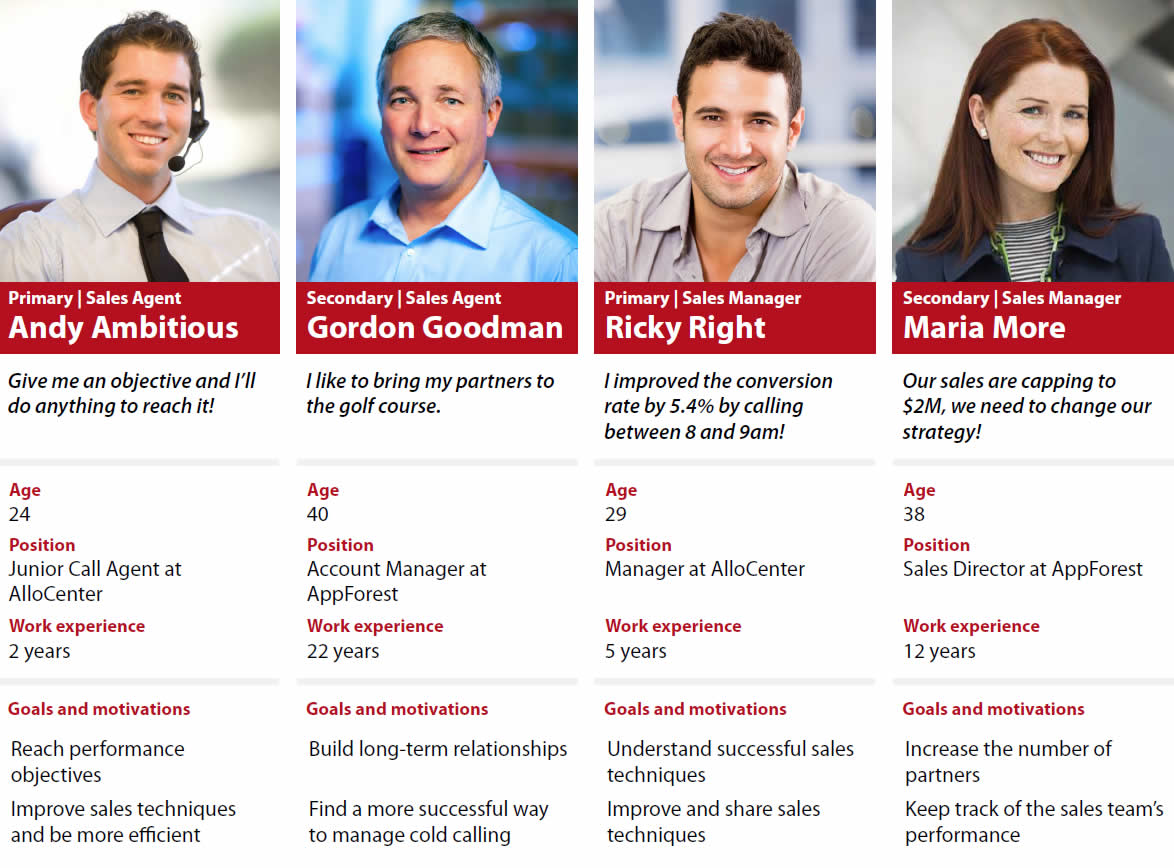 Primary | Sales Agent
Andy Ambitious
Give me an objective and I'll
do anything to reach it!
Age
24
Position
Junior Call Agent at
AlloCenter
Work experience
2 years
Goals and motivations
Reach performance
objectives
Improve sales techniques
and be more efficient
Secondary | Sales Agent
Gordon Goodman
I like to bring my partners to
the golf course.
Age
40
Position
Account Manager at
AppForest
Work experience
22 years
Goals and motivations
Build long-term relationships
Find a more successful way
to manage cold calling
Primary | Sales Manager
Ricky Right
I improved the conversion
rate by 5.4% by calling
between 8 and 9am!
Age
29
Position
Manager at AlloCenter
Work experience
5 years
Goals and motivations
Understand successful sales
techniques
Improve and share sales
techniques
Secondary | Sales Manager
Maria More
Our sales are capping to
$2M, we need to change our
strategy!
Age
38
Position
Sales Director at AppForest
Work experience
12 years
Goals and motivations
Increase the number of
partners
Keep track of the sales team's
performance